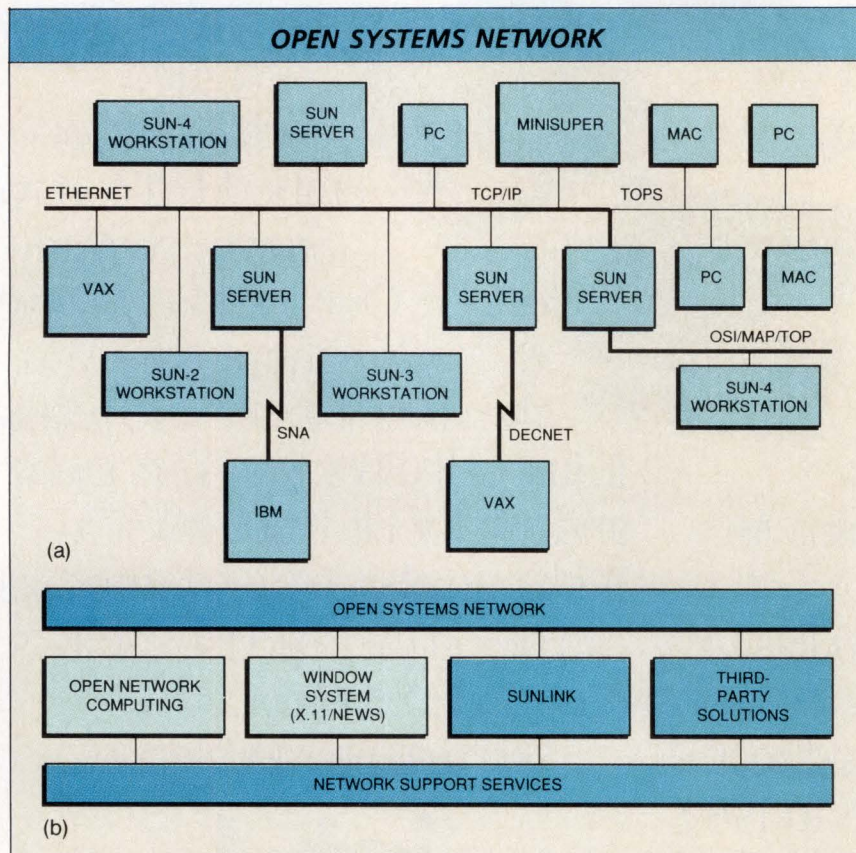 OPEN SYSTEMS NETWORK
SUN-4
WORKSTATION
SUN
SERVER
PC
MINISUPER
MAC
PC
ETHERNET
TCP/IP
TOPS
VAX
SUN
SERVER
SUN
SERVER
SUN
SERVER
PC
MAC
OSI/MAP/TOP
SUN-2
WORKSTATION
SUN-3
WORKSTATION
SUN-4
WORKSTATION
SNA
DECNET
IBM
VAX
(a)
OPEN SYSTEMS NETWORK
OPEN NETWORK
COMPUTING
WINDOW
SYSTEM
(X.11/NEWS)
SUNLINK
THIRD-
PARTY
SOLUTIONS
NETWORK SUPPORT SERVICES
(b)